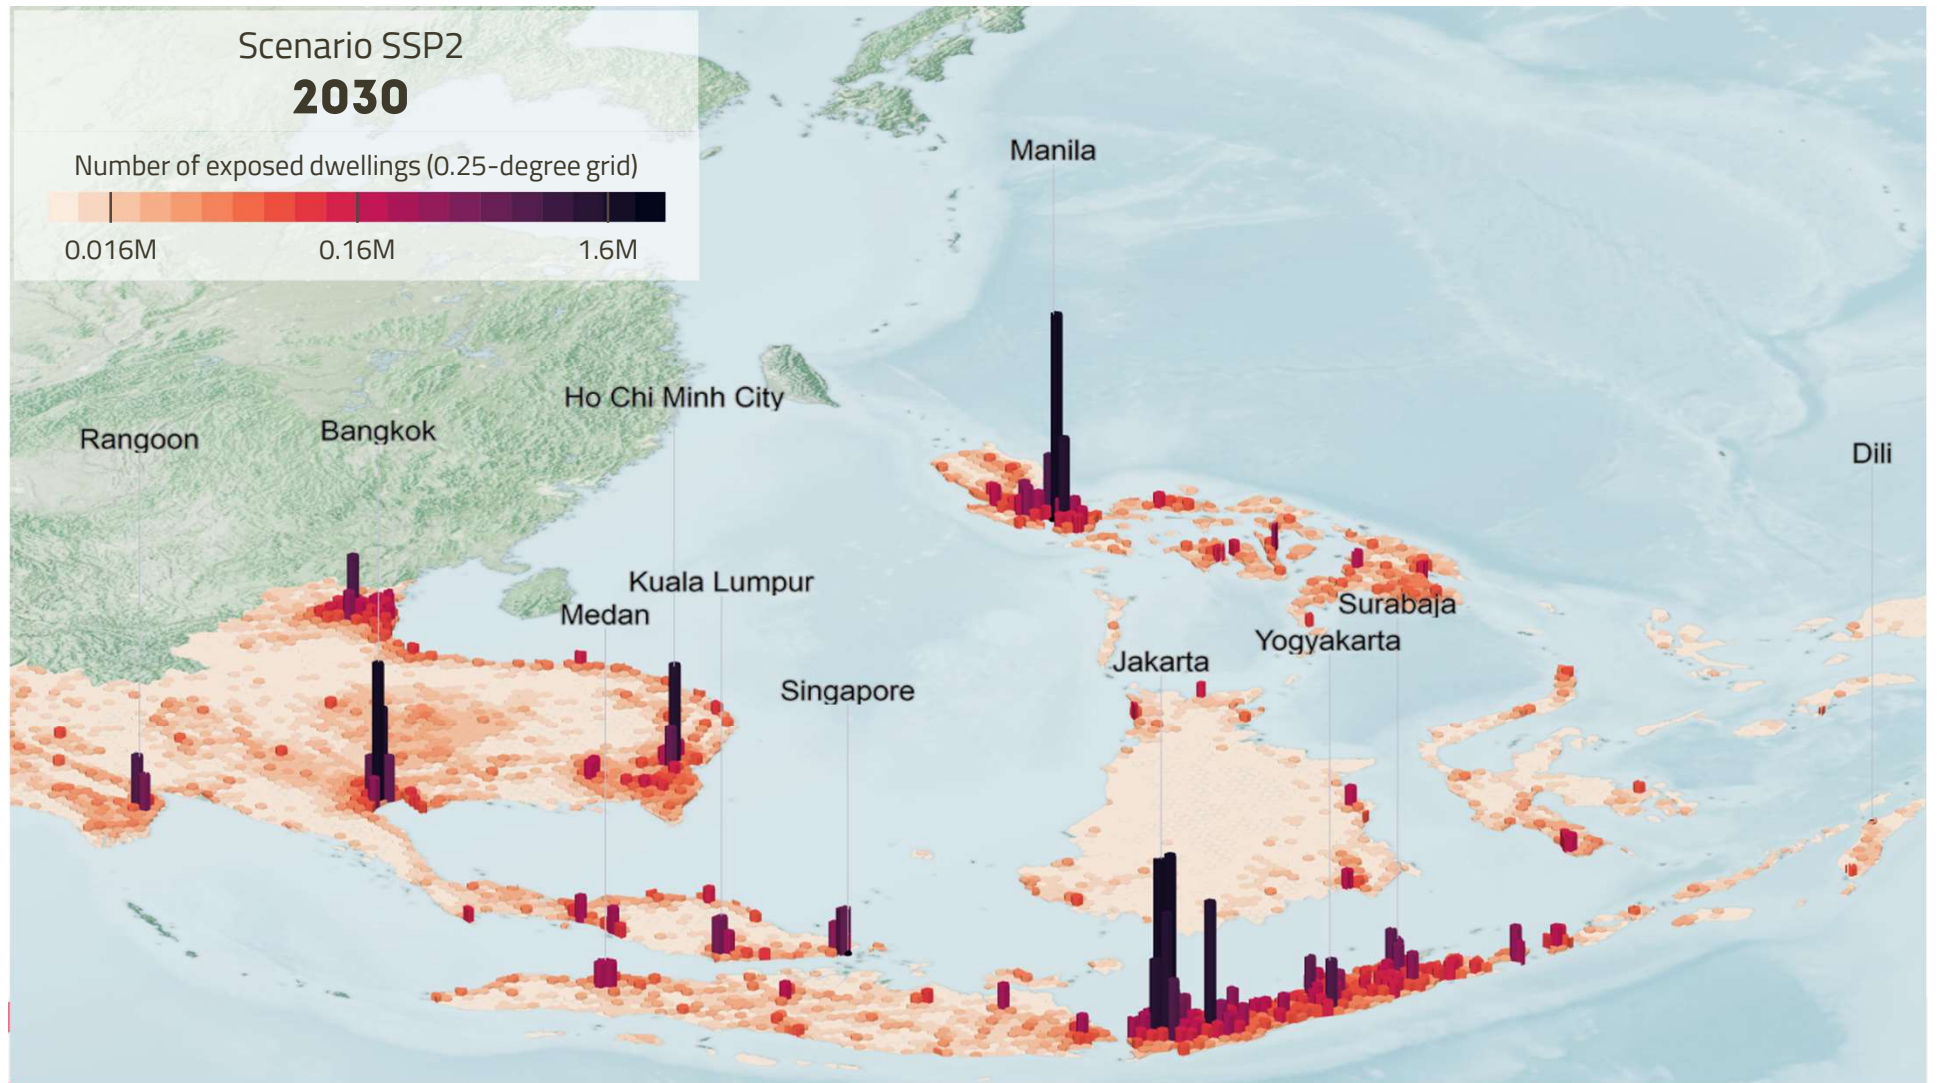 Scenario SSP2
2030
Number of exposed dwellings (0.25-degree grid)
0.016M 0.16M 1.6M
Manila
Ho Chi Minh City
Bangkok
Rangoon
Dili
Kuala Lumpur
Medan
Surabaja
Yogyakarta
Jakarta
Singapore